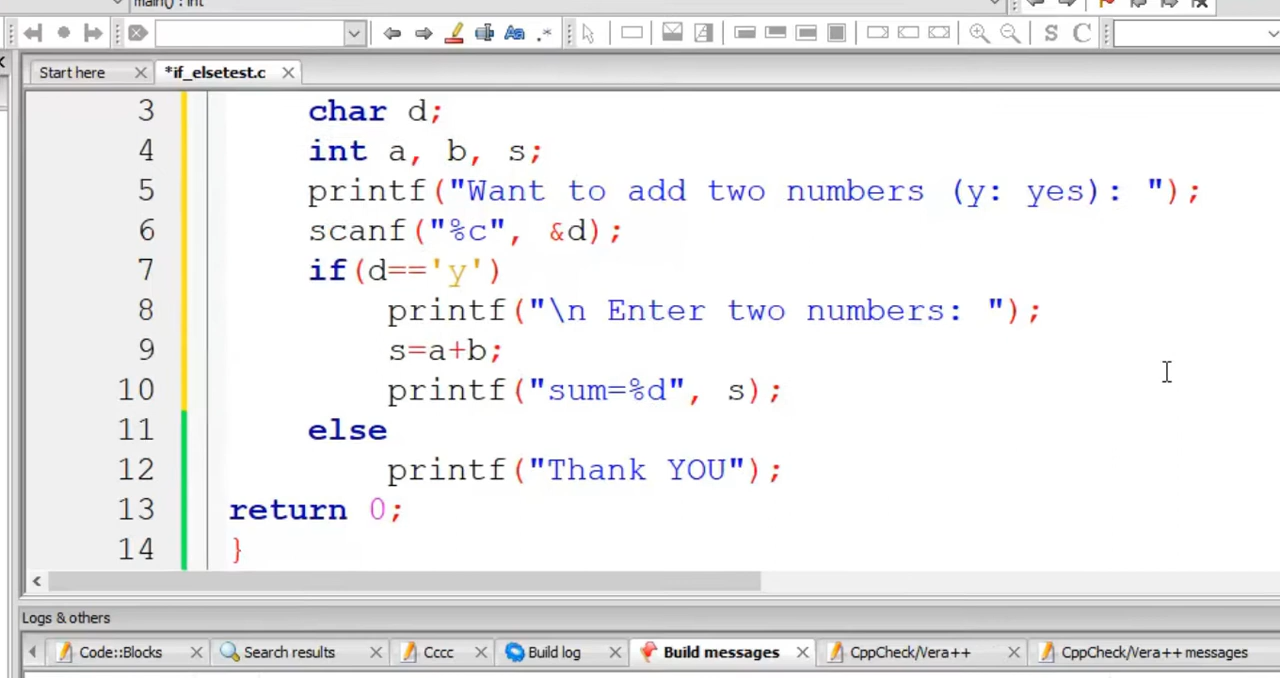 main() : int
S C
Start here
*if_elsetest.c
3 char d;
4 int a, b, s;
5 printf("Want to add two numbers (y: yes): ");
6 scanf("%c", &d);
7 if(d=='y')
8 printf("\n Enter two numbers: ");
9 s=a+b;
10 printf("sum=%d", s);
11 else
12 printf("Thank YOU");
13 return 0;
14 }
Logs & others
Code::Blocks Search results Cccc Build log Build messages CppCheck/Vera++ CppCheck/Vera++ messages